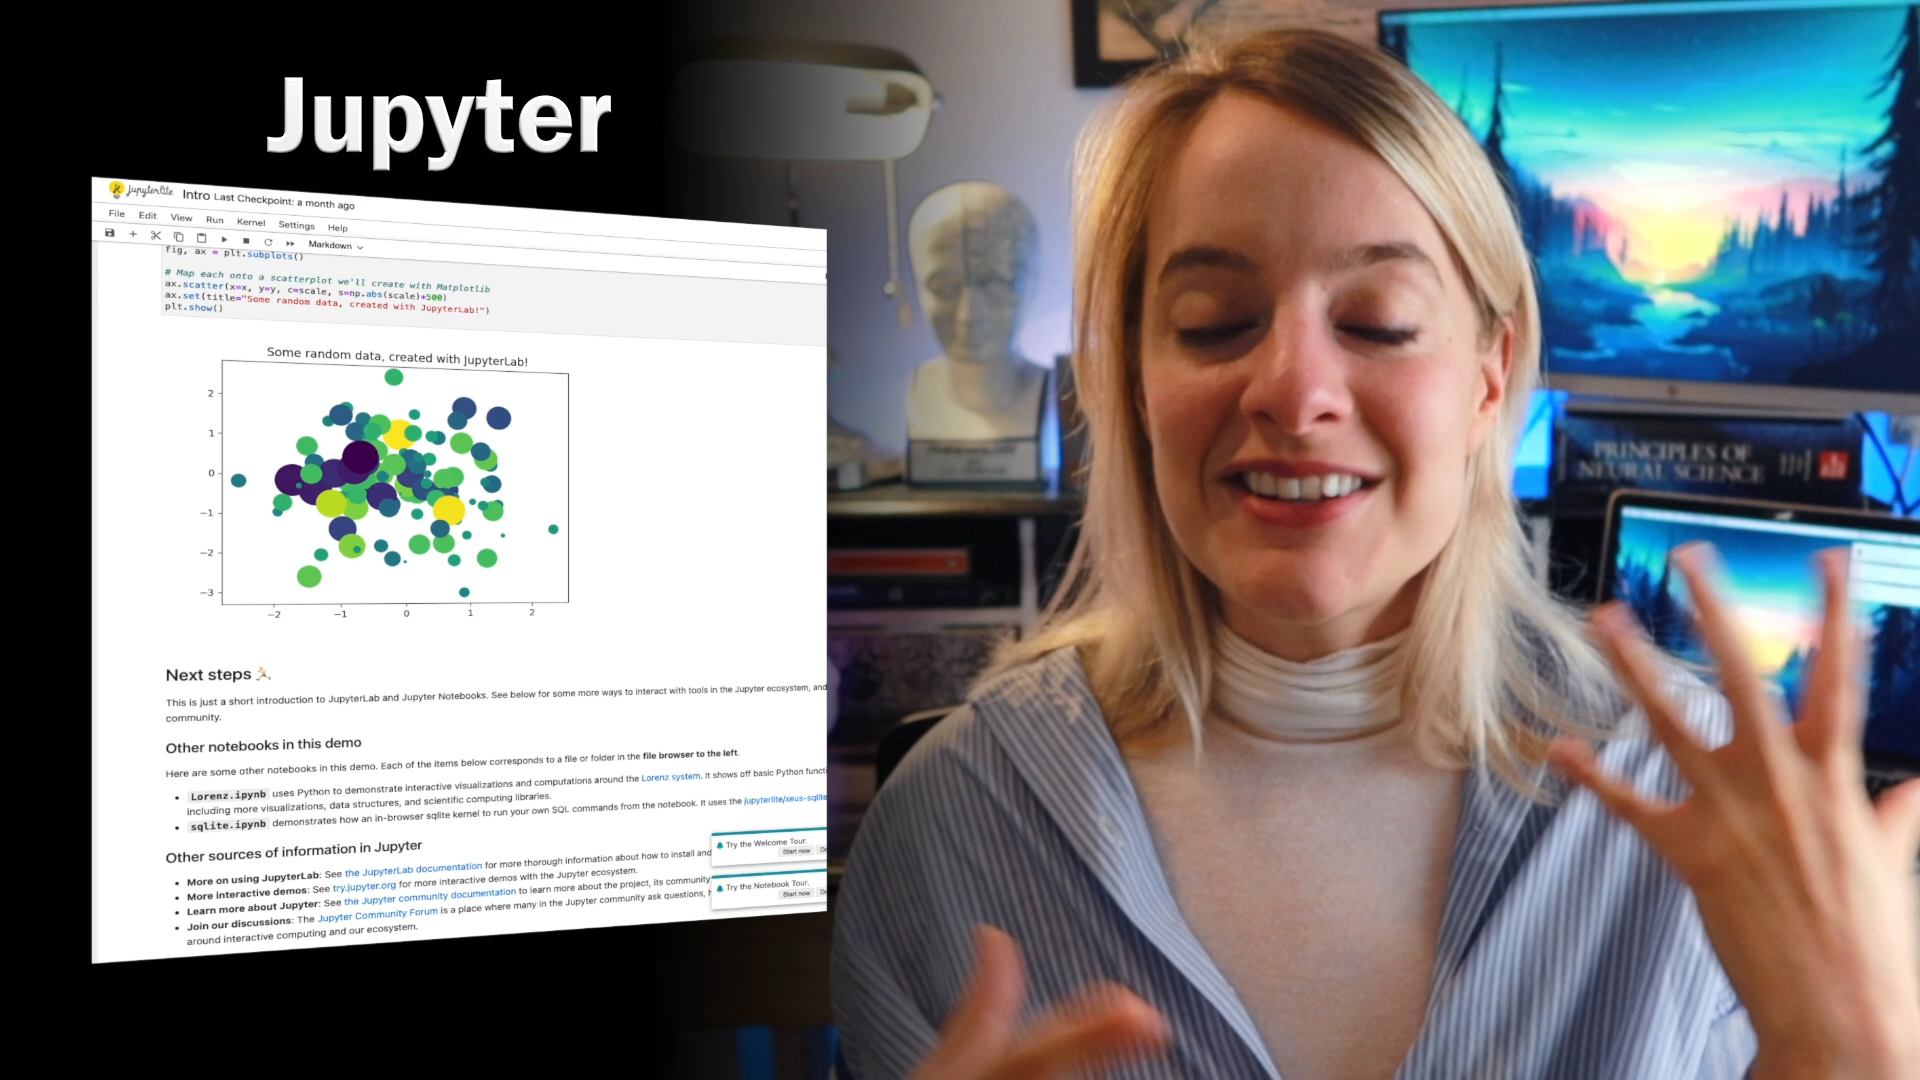 Jupyter
jupyterlite Intro Last Checkpoint: a month ago
File Edit View Run Kernel Settings Help
Markdown
fig, ax = plt.subplots()
# Map each onto a scatterplot we'll create with Matplotlib
ax.scatter(x=x, y=y, c=scale, s=np.abs(scale)*500)
ax.set(title="Some random data, created with JupyterLab!")
plt.show()
Some random data, created with JupyterLab!
2
1
0
−1
−2
−3
−2 −1 0 1 2
Next steps 🏃
This is just a short introduction to JupyterLab and Jupyter Notebooks. See below for some more ways to interact with tools in the Jupyter ecosystem, and
community.
Other notebooks in this demo
Here are some other notebooks in this demo. Each of the items below corresponds to a file or folder in the file browser to the left.
• Lorenz.ipynb uses Python to demonstrate interactive visualizations and computations around the Lorenz system. It shows off basic Python functi
including more visualizations, data structures, and scientific computing libraries.
• sqlite.ipynb demonstrates how an in-browser sqlite kernel to run your own SQL commands from the notebook. It uses the jupyterlite/xeus-sqlite
Other sources of information in Jupyter
• More on using JupyterLab: See the JupyterLab documentation for more thorough information about how to install and
• More interactive demos: See try.jupyter.org for more interactive demos with the Jupyter ecosystem.
• Learn more about Jupyter: See the Jupyter community documentation to learn more about the project, its community
• Join our discussions: The Jupyter Community Forum is a place where many in the Jupyter community ask questions, h
around interactive computing and our ecosystem.
Try the Welcome Tour.
Start now
Try the Notebook Tour.
Start now
PRINCIPLES OF
NEURAL SCIENCE